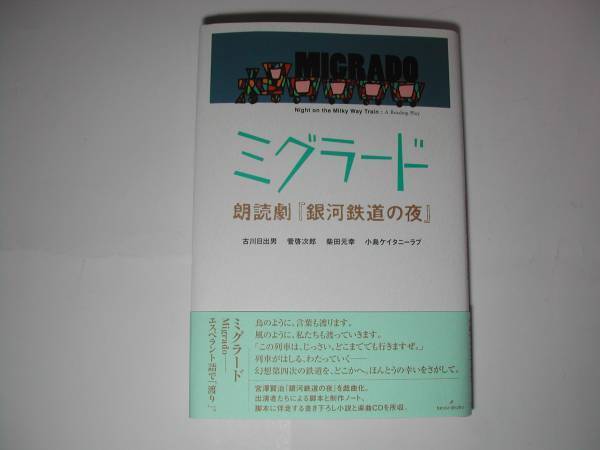 MIGRADO
Night on the Milky Way Train : A Reading Play
ミグラード
朗読劇『銀河鉄道の夜』
古川日出男 管啓次郎 柴田元幸 小島ケイタニーラブ
ミグラード
Migrado——
エスペラント語で「渡り」。
鳥のように、言葉も渡ります。
風のように、私たちも渡っていきます。
「この列車は、じっさい、どこまででも行きますぜ。」
列車がはしる、わたっていく——
幻想第四次の鉄道を、どこかへ。ほんとうの幸いをさがして。
宮澤賢治「銀河鉄道の夜」を戯曲化。
出演者たちによる脚本と制作ノート、
脚本に伴走する書き下ろし小説と楽曲CDを所収。